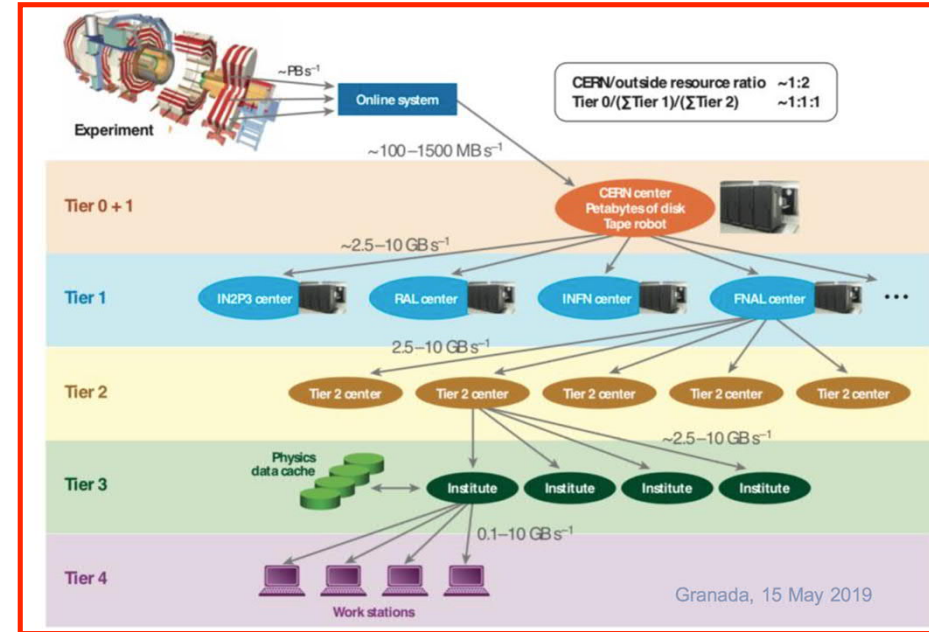 ~PB s⁻¹
Online system
Experiment
CERN/outside resource ratio ~1:2
Tier 0/(∑Tier 1)/(∑Tier 2) ~1:1:1
~100–1500 MB s⁻¹
Tier 0 + 1
CERN center
Petabytes of disk
Tape robot
~2.5–10 GB s⁻¹
Tier 1
IN2P3 center
RAL center
INFN center
FNAL center
•••
2.5–10 GB s⁻¹
Tier 2
Tier 2 center
Tier 2 center
Tier 2 center
Tier 2 center
Tier 2 center
~2.5–10 GB s⁻¹
Physics
data cache
Tier 3
Institute
Institute
Institute
Institute
0.1–10 GB s⁻¹
Tier 4
Work stations
Granada, 15 May 2019